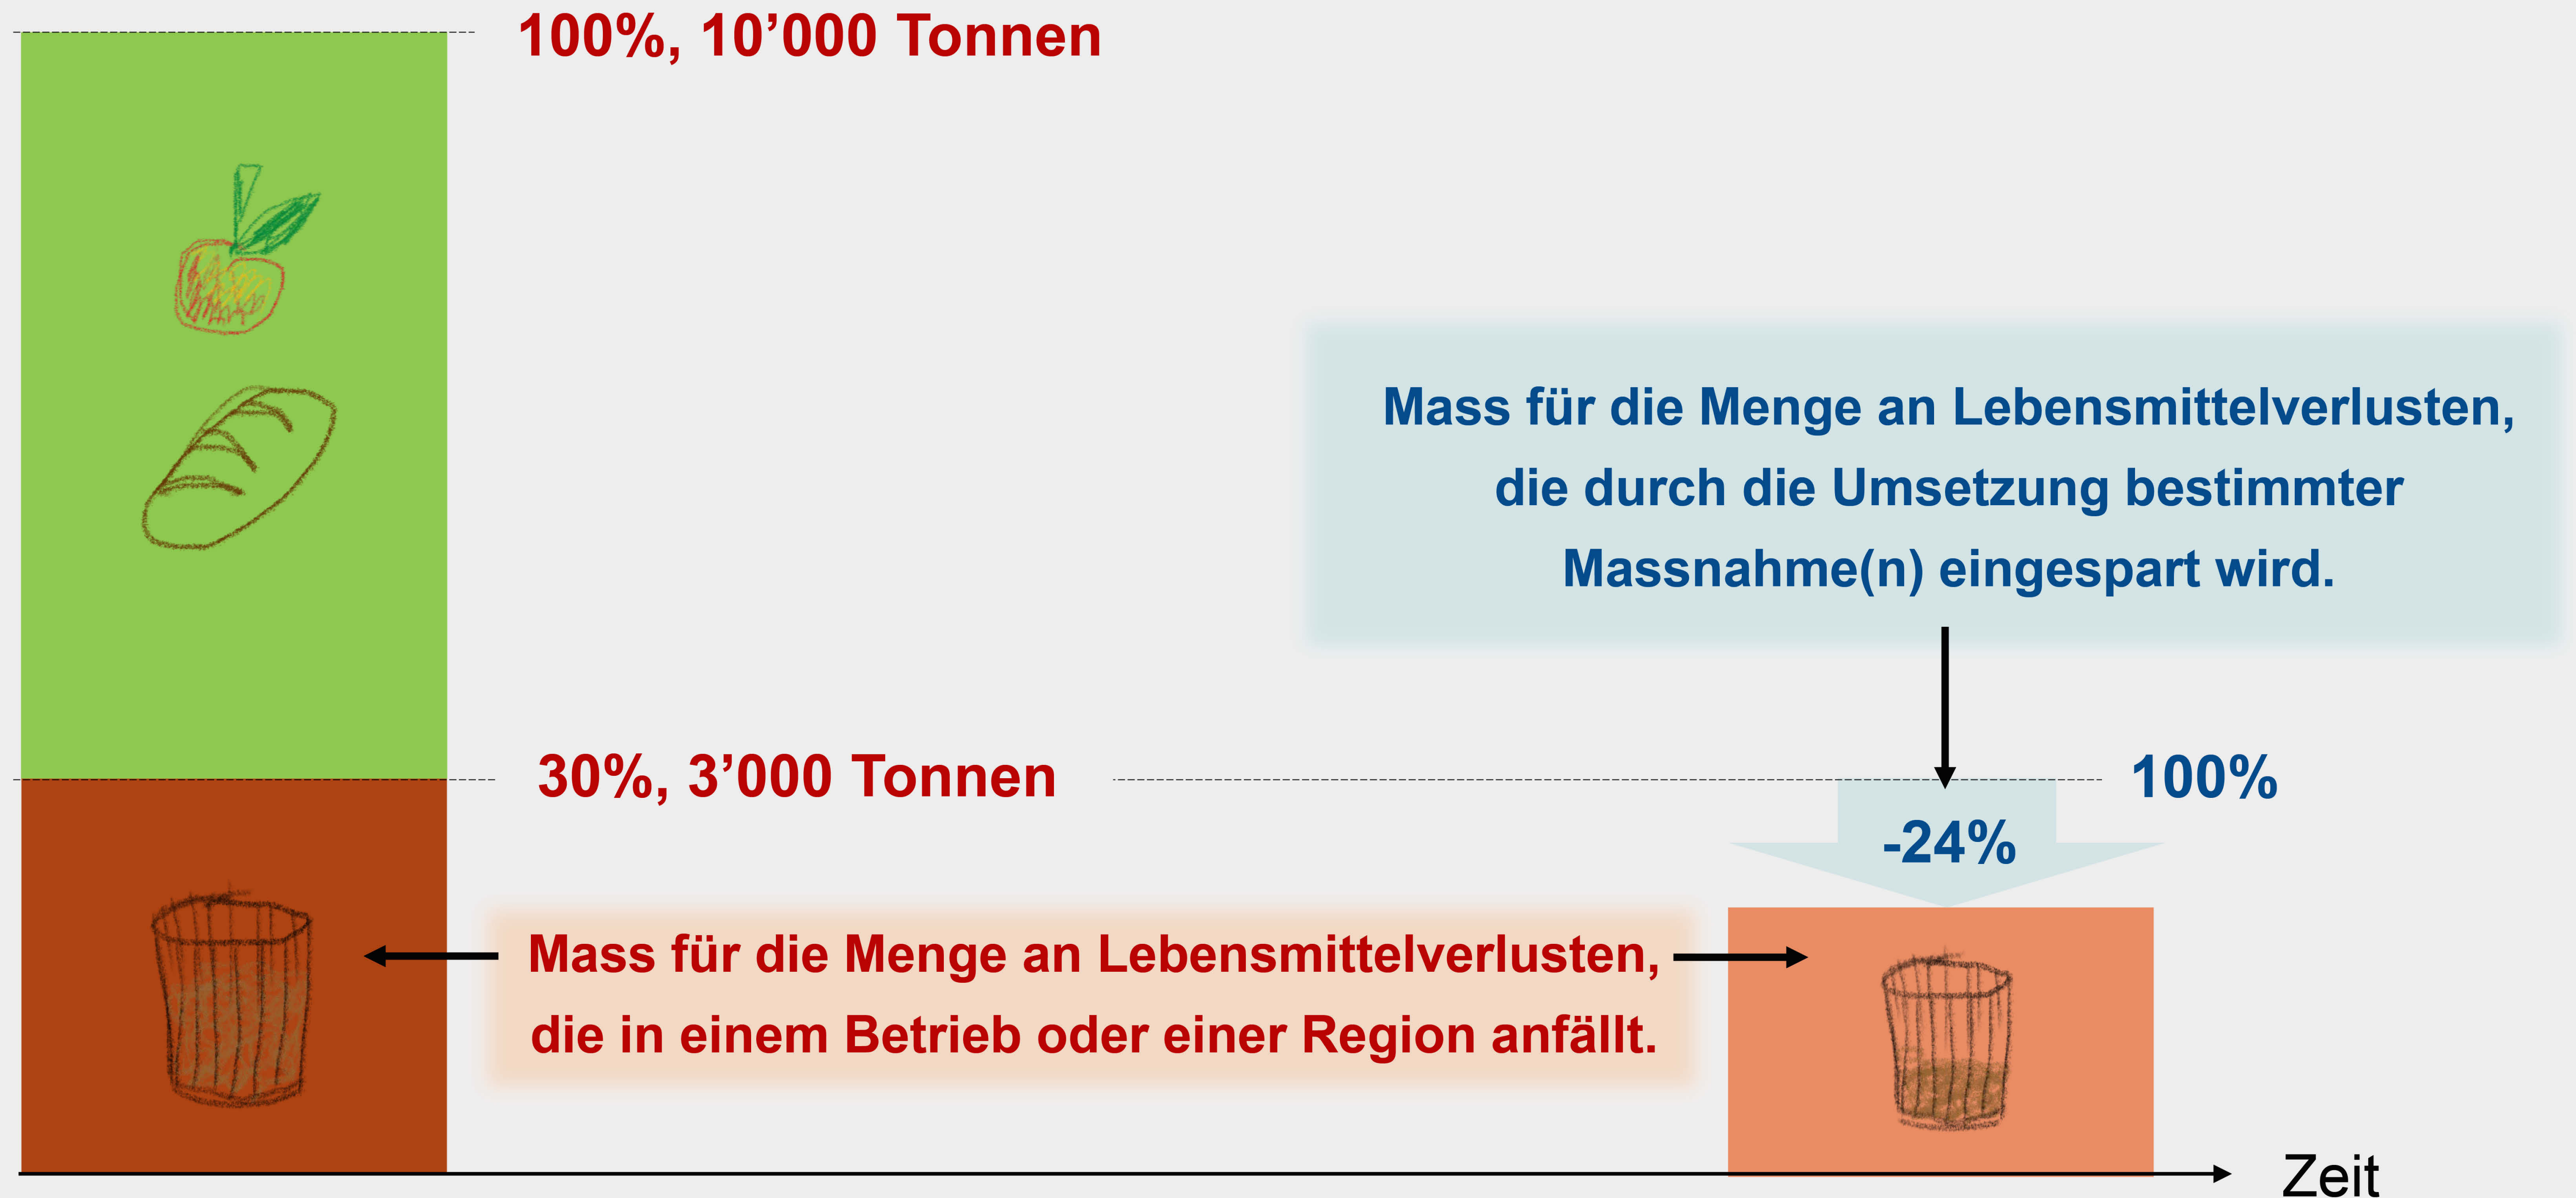 100%, 10’000 Tonnen
Mass für die Menge an Lebensmittelverlusten,
die durch die Umsetzung bestimmter
Massnahme(n) eingespart wird.
30%, 3’000 Tonnen
100%
-24%
Mass für die Menge an Lebensmittelverlusten,
die in einem Betrieb oder einer Region anfällt.
Zeit